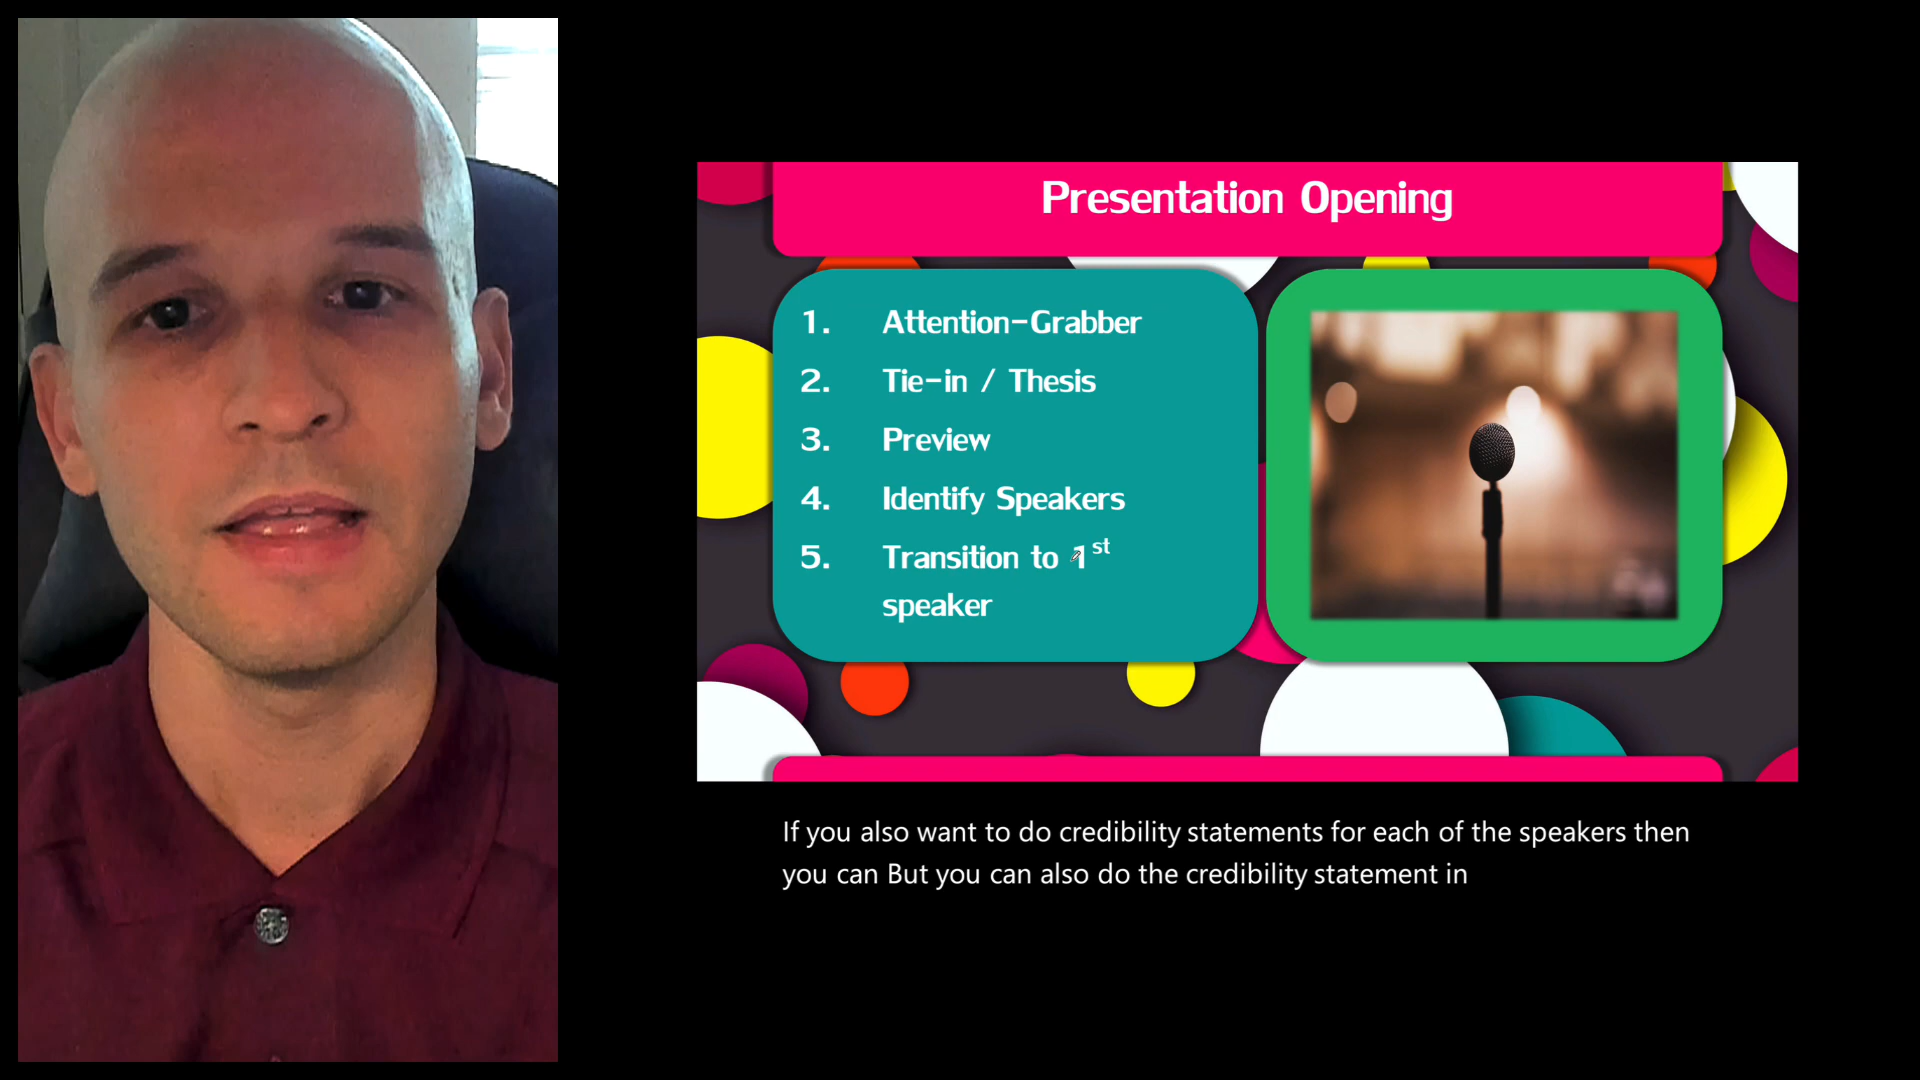 Presentation Opening
1. Attention-Grabber
2. Tie-in / Thesis
3. Preview
4. Identify Speakers
5. Transition to 1st
speaker
If you also want to do credibility statements for each of the speakers then
you can But you can also do the credibility statement in